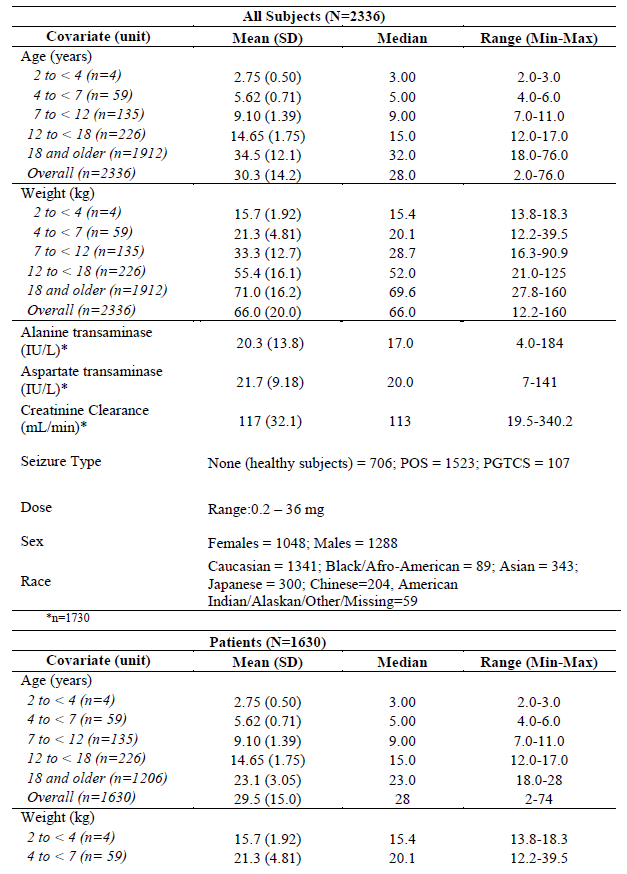 All Subjects (N=2336)
Covariate (unit) Mean (SD) Median Range (Min-Max)
Age (years)
2 to < 4 (n=4) 2.75 (0.50) 3.00 2.0-3.0
4 to < 7 (n= 59) 5.62 (0.71) 5.00 4.0-6.0
7 to < 12 (n=135) 9.10 (1.39) 9.00 7.0-11.0
12 to < 18 (n=226) 14.65 (1.75) 15.0 12.0-17.0
18 and older (n=1912) 34.5 (12.1) 32.0 18.0-76.0
Overall (n=2336) 30.3 (14.2) 28.0 2.0-76.0
Weight (kg)
2 to < 4 (n=4) 15.7 (1.92) 15.4 13.8-18.3
4 to < 7 (n= 59) 21.3 (4.81) 20.1 12.2-39.5
7 to < 12 (n=135) 33.3 (12.7) 28.7 16.3-90.9
12 to < 18 (n=226) 55.4 (16.1) 52.0 21.0-125
18 and older (n=1912) 71.0 (16.2) 69.6 27.8-160
Overall (n=2336) 66.0 (20.0) 66.0 12.2-160
Alanine transaminase
(IU/L)* 20.3 (13.8) 17.0 4.0-184
Aspartate transaminase
(IU/L)* 21.7 (9.18) 20.0 7-141
Creatinine Clearance
(mL/min)* 117 (32.1) 113 19.5-340.2
Seizure Type None (healthy subjects) = 706; POS = 1523; PGTCS = 107
Dose Range:0.2 – 36 mg
Sex Females = 1048; Males = 1288
Race Caucasian = 1341; Black/Afro-American = 89; Asian = 343;
Japanese = 300; Chinese=204, American
Indian/Alaskan/Other/Missing=59
*n=1730
Patients (N=1630)
Covariate (unit) Mean (SD) Median Range (Min-Max)
Age (years)
2 to < 4 (n=4) 2.75 (0.50) 3.00 2.0-3.0
4 to < 7 (n= 59) 5.62 (0.71) 5.00 4.0-6.0
7 to < 12 (n=135) 9.10 (1.39) 9.00 7.0-11.0
12 to < 18 (n=226) 14.65 (1.75) 15.0 12.0-17.0
18 and older (n=1206) 23.1 (3.05) 23.0 18.0-28
Overall (n=1630) 29.5 (15.0) 28 2-74
Weight (kg)
2 to < 4 (n=4) 15.7 (1.92) 15.4 13.8-18.3
4 to < 7 (n= 59) 21.3 (4.81) 20.1 12.2-39.5